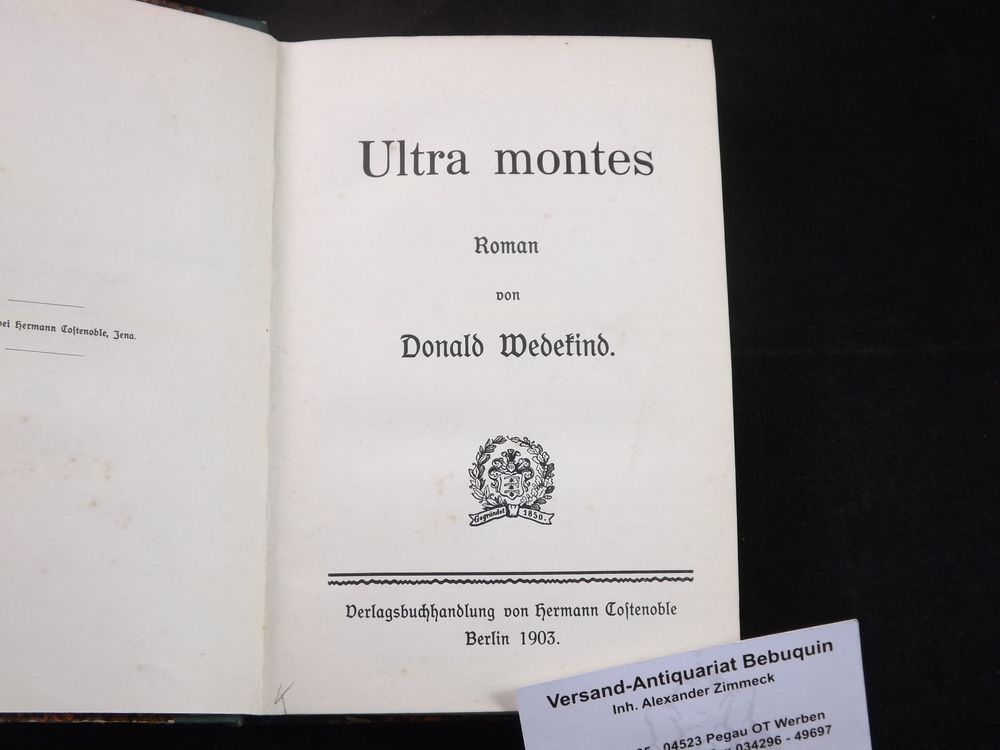 bei Hermann Costenoble, Jena.
Ultra montes
Roman
von
Donald Wedekind.
Gegründet 1850.
Verlagsbuchhandlung von Hermann Costenoble
Berlin 1903.
Versand-Antiquariat Bebuquin
Inh. Alexander Zimmeck
04523 Pegau OT Werben
034296 - 49697